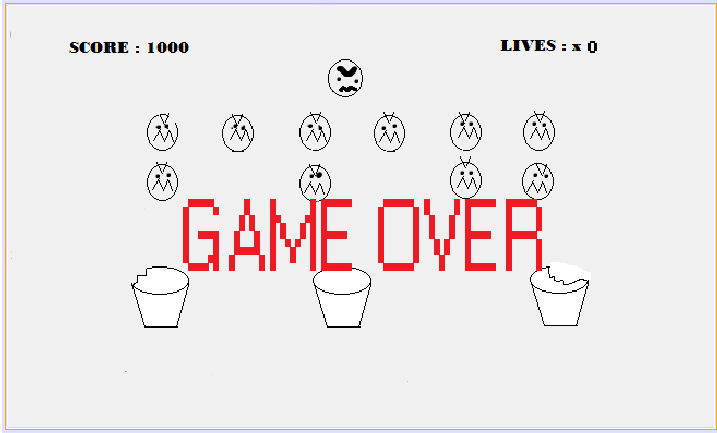 SCORE : 1000
LIVES : x 0
GAME OVER